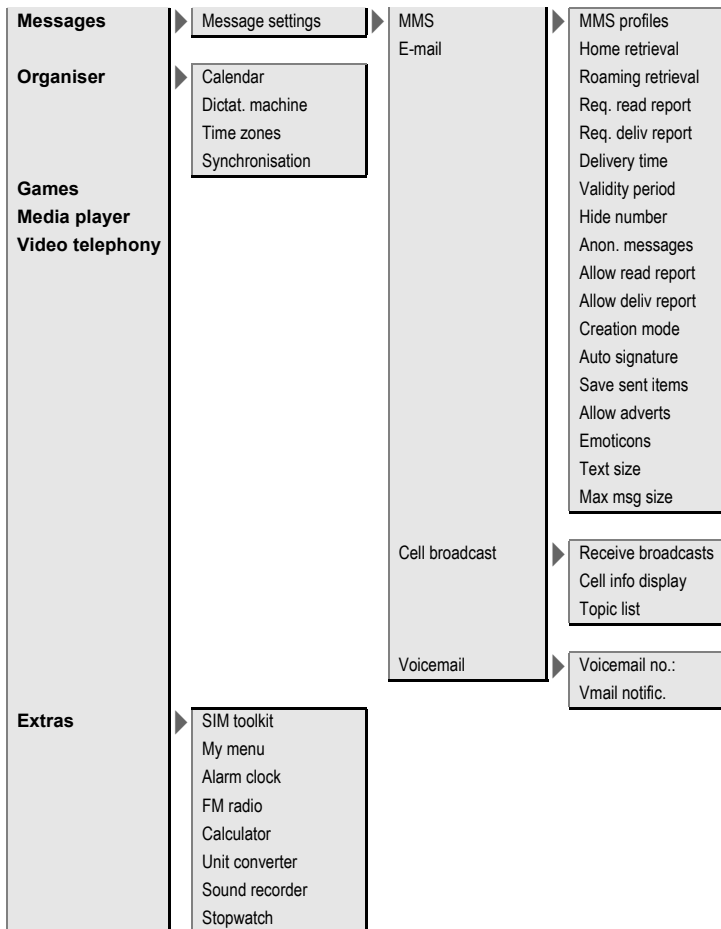 Messages
Message settings
MMS
MMS profiles
E-mail
Home retrieval
Organiser
Calendar
Roaming retrieval
Dictat. machine
Req. read report
Time zones
Req. deliv report
Synchronisation
Delivery time
Games
Validity period
Media player
Hide number
Video telephony
Anon. messages
Allow read report
Allow deliv report
Creation mode
Auto signature
Save sent items
Allow adverts
Emoticons
Text size
Max msg size
Cell broadcast
Receive broadcasts
Cell info display
Topic list
Voicemail
Voicemail no.:
Vmail notific.
Extras
SIM toolkit
My menu
Alarm clock
FM radio
Calculator
Unit converter
Sound recorder
Stopwatch